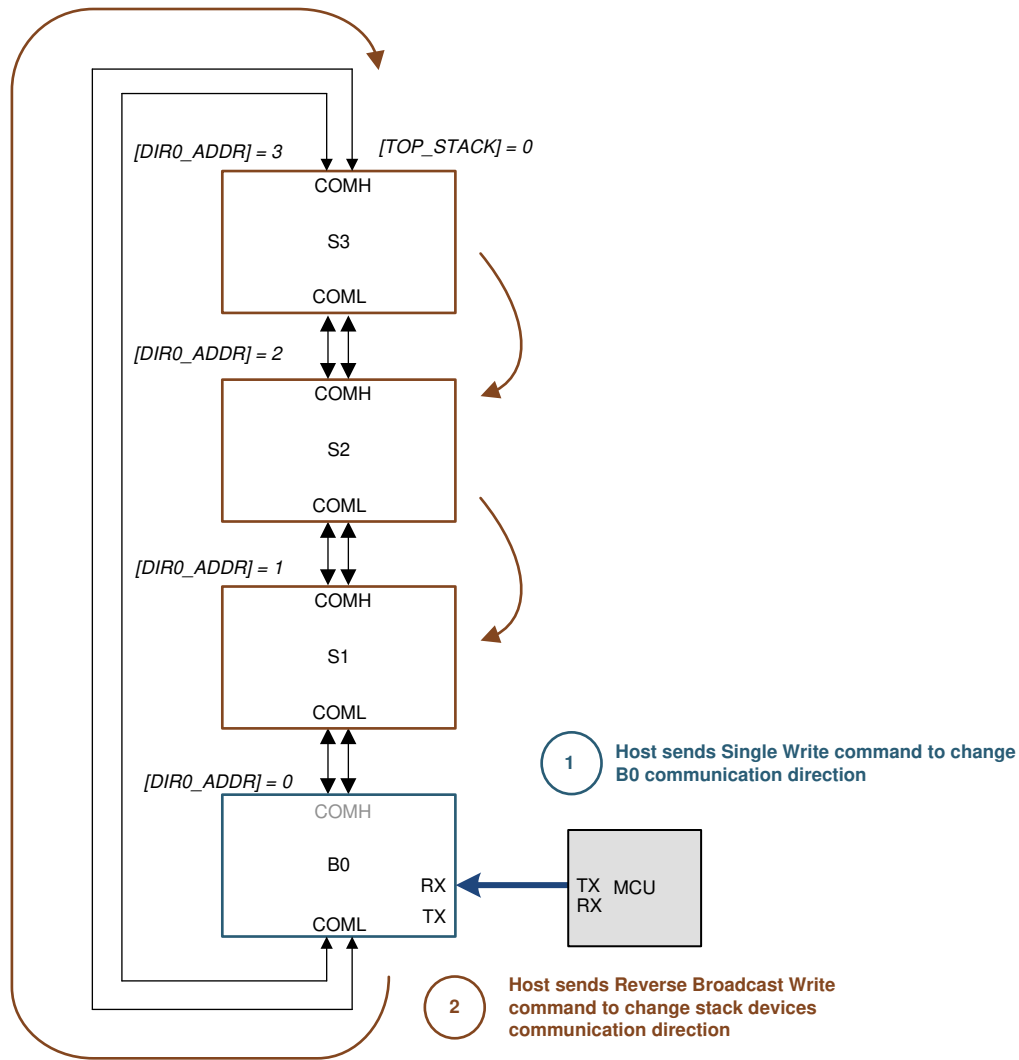 [DIR0_ADDR] = 3
[TOP_STACK] = 0
COMH
S3
COML
[DIR0_ADDR] = 2
COMH
S2
COML
[DIR0_ADDR] = 1
COMH
S1
COML
1
Host sends Single Write command to change
B0 communication direction
[DIR0_ADDR] = 0
COMH
B0
RX
TX
COML
TX
MCU
RX
2
Host sends Reverse Broadcast Write
command to change stack devices
communication direction